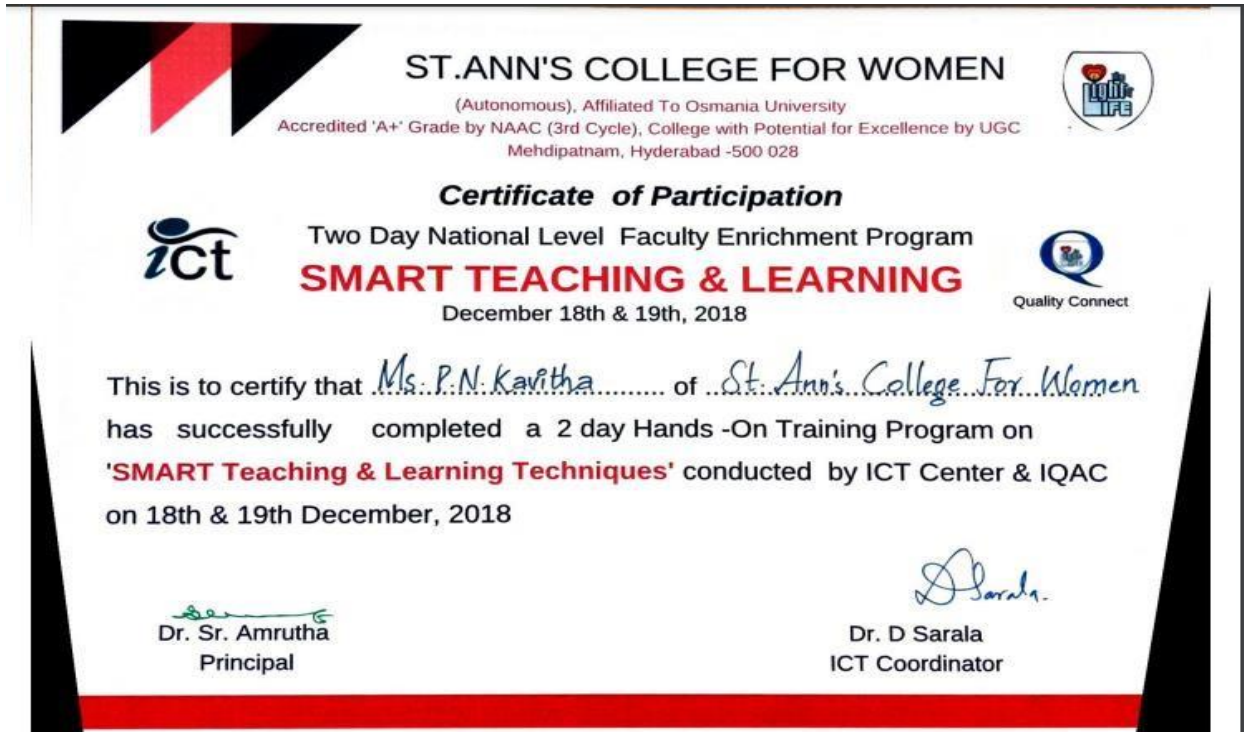 ST.ANN'S COLLEGE FOR WOMEN
(Autonomous), Affiliated To Osmania University
Accredited 'A+' Grade by NAAC (3rd Cycle), College with Potential for Excellence by UGC
Mehdipatnam, Hyderabad -500 028
Certificate of Participation
ict
Two Day National Level Faculty Enrichment Program
SMART TEACHING & LEARNING
Quality Connect
December 18th & 19th, 2018
This is to certify that Ms. P.N. Kavitha of St. Ann's College For Women
has successfully completed a 2 day Hands -On Training Program on
'SMART Teaching & Learning Techniques' conducted by ICT Center & IQAC
on 18th & 19th December, 2018
DSarala.
Dr. Sr. Amrutha
Principal
Dr. D Sarala
ICT Coordinator